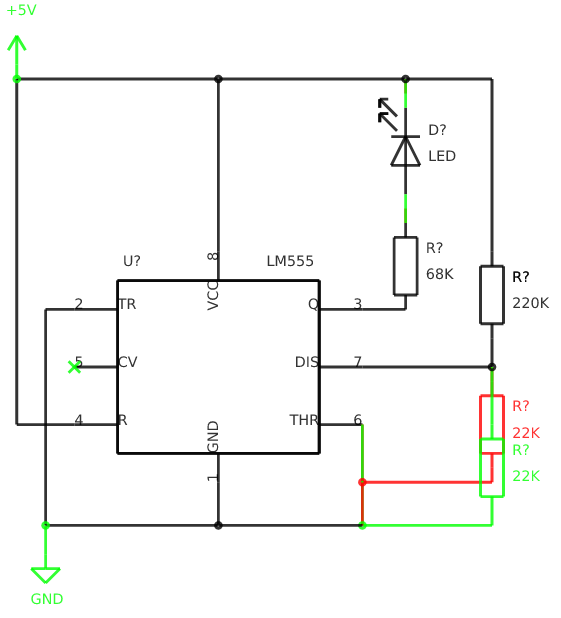 +5V
D?
LED
U?
LM555
8
VCC
R?
68K
R?
220K
2
TR
Q
3
5
CV
DIS
7
4
R
THR
6
GND
1
R?
22K
R?
22K
GND